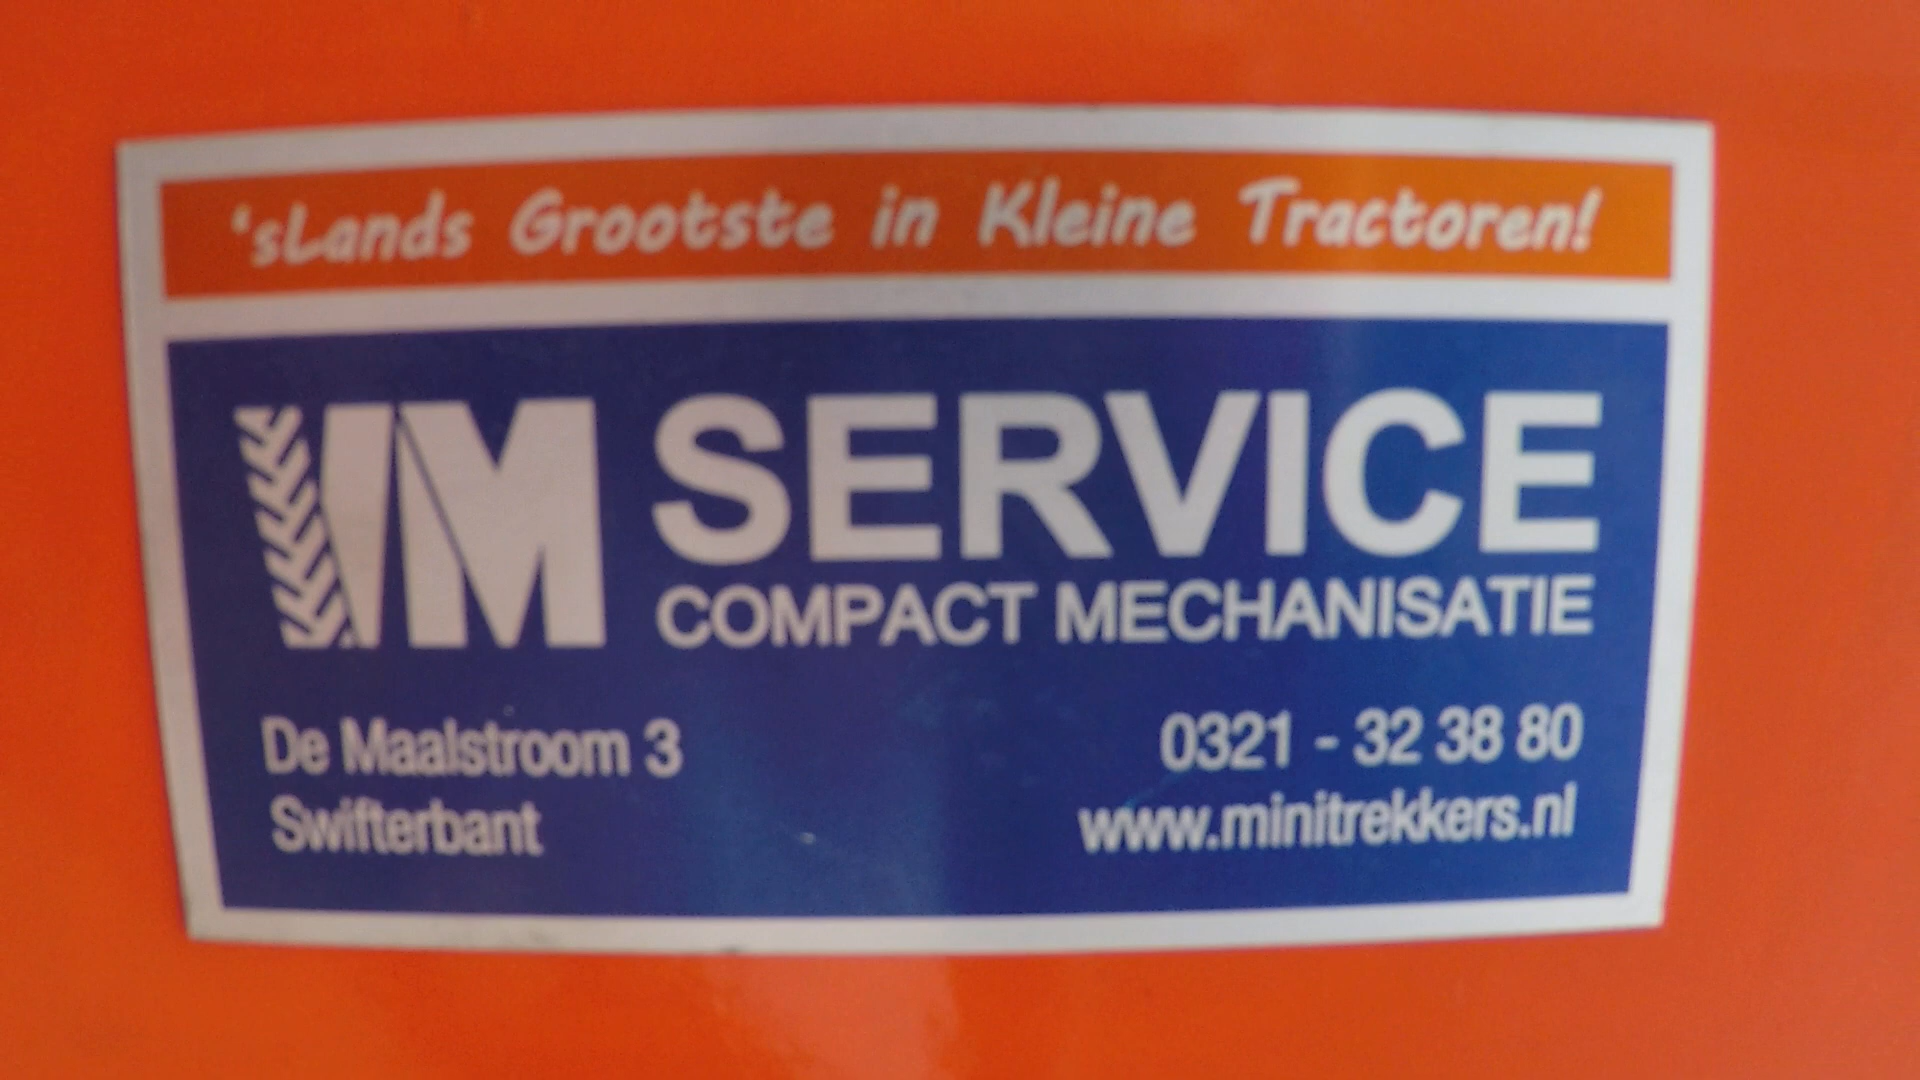 'sLands Grootste in Kleine Tractoren!
VM SERVICE
COMPACT MECHANISATIE
De Maalstroom 3
Swifterbant
0321 - 32 38 80
www.minitrekkers.nl